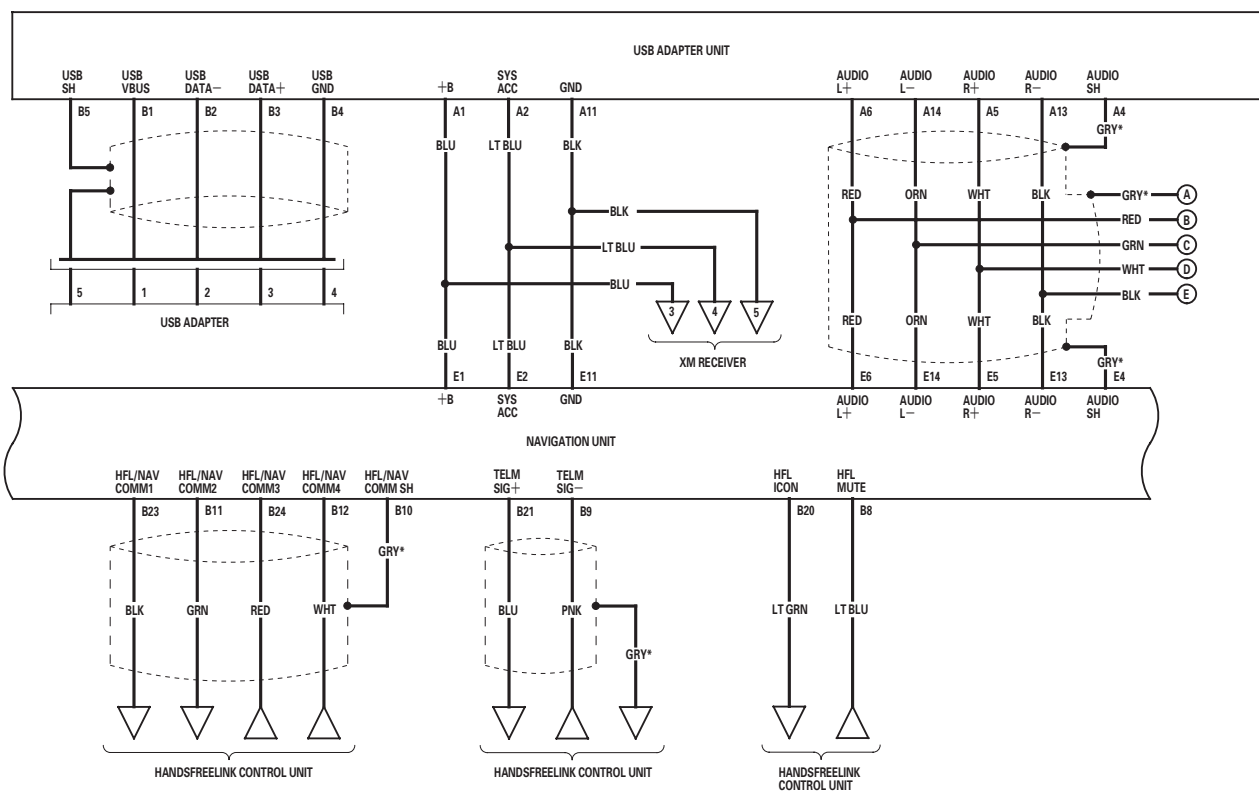 USB ADAPTER UNIT
USB SH
USB VBUS
USB DATA−
USB DATA+
USB GND
+B
SYS ACC
GND
AUDIO L+
AUDIO L−
AUDIO R+
AUDIO R−
AUDIO SH
B5 B1 B2 B3 B4 A1 A2 A11 A6 A14 A5 A13 A4
GRY*
BLU LT BLU BLK
RED ORN WHT BLK
GRY* A
RED B
GRN C
WHT D
BLK E
BLK
LT BLU
BLU
3 4 5
XM RECEIVER
5 1 2 3 4
USB ADAPTER
RED ORN WHT BLK
BLU LT BLU BLK
GRY*
E1 E2 E11 E6 E14 E5 E13 E4
+B
SYS ACC
GND
AUDIO L+
AUDIO L−
AUDIO R+
AUDIO R−
AUDIO SH
NAVIGATION UNIT
HFL/NAV COMM1
HFL/NAV COMM2
HFL/NAV COMM3
HFL/NAV COMM4
HFL/NAV COMM SH
TELM SIG+
TELM SIG−
HFL ICON
HFL MUTE
B23 B11 B24 B12 B10 B21 B9 B20 B8
GRY*
BLK GRN RED WHT BLU PNK LT GRN LT BLU
GRY*
HANDSFREELINK CONTROL UNIT
HANDSFREELINK CONTROL UNIT
HANDSFREELINK
CONTROL UNIT